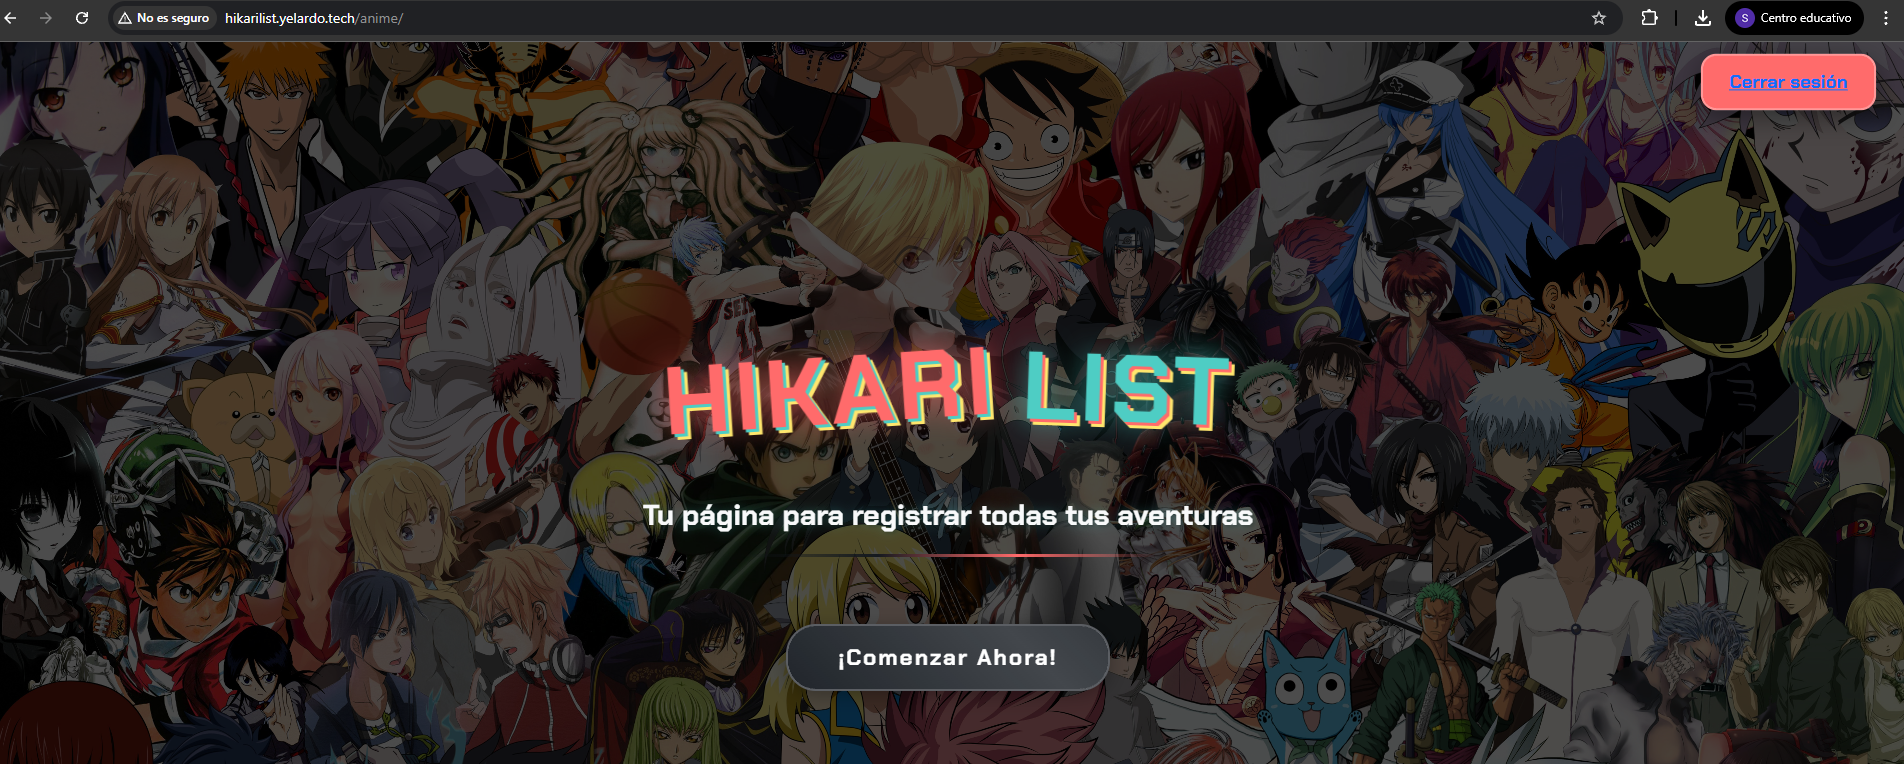 No es seguro
hikarilist.yelardo.tech/anime/
S
Centro educativo
Cerrar sesión
HIKARI LIST
Tu página para registrar todas tus aventuras
¡Comenzar Ahora!